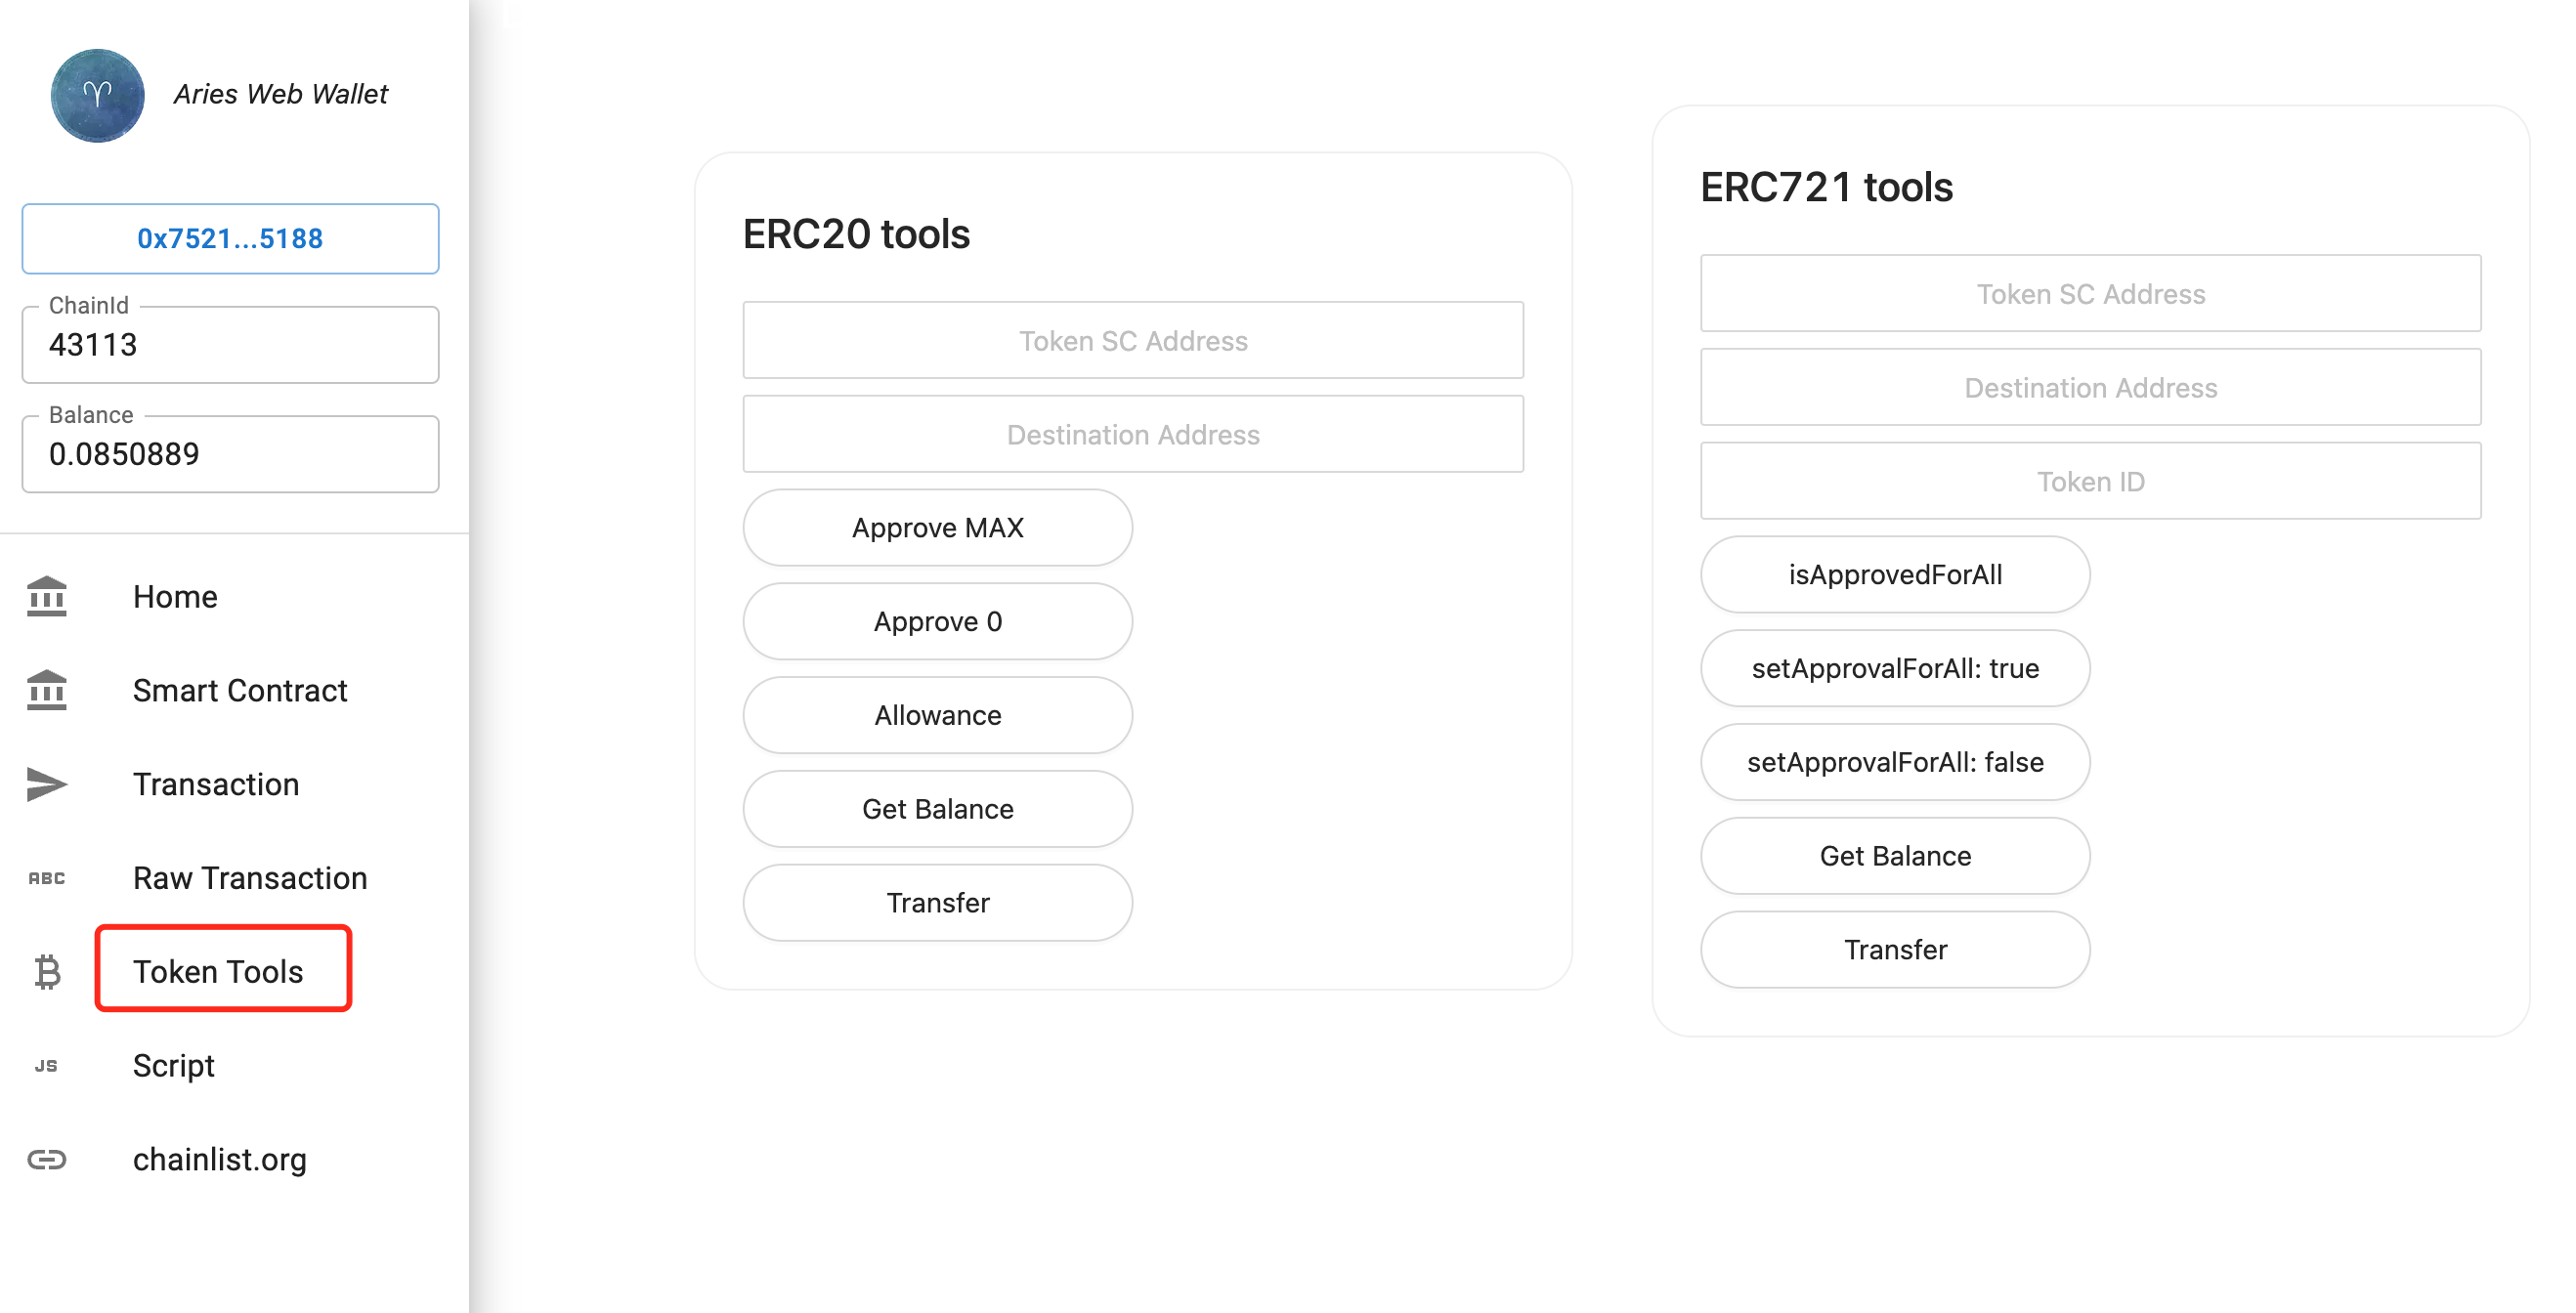 Aries Web Wallet
0x7521...5188
ChainId
43113
Balance
0.0850889
Home
Smart Contract
Transaction
ABC
Raw Transaction
Token Tools
JS
Script
chainlist.org
ERC20 tools
Token SC Address
Destination Address
Approve MAX
Approve 0
Allowance
Get Balance
Transfer
ERC721 tools
Token SC Address
Destination Address
Token ID
isApprovedForAll
setApprovalForAll: true
setApprovalForAll: false
Get Balance
Transfer